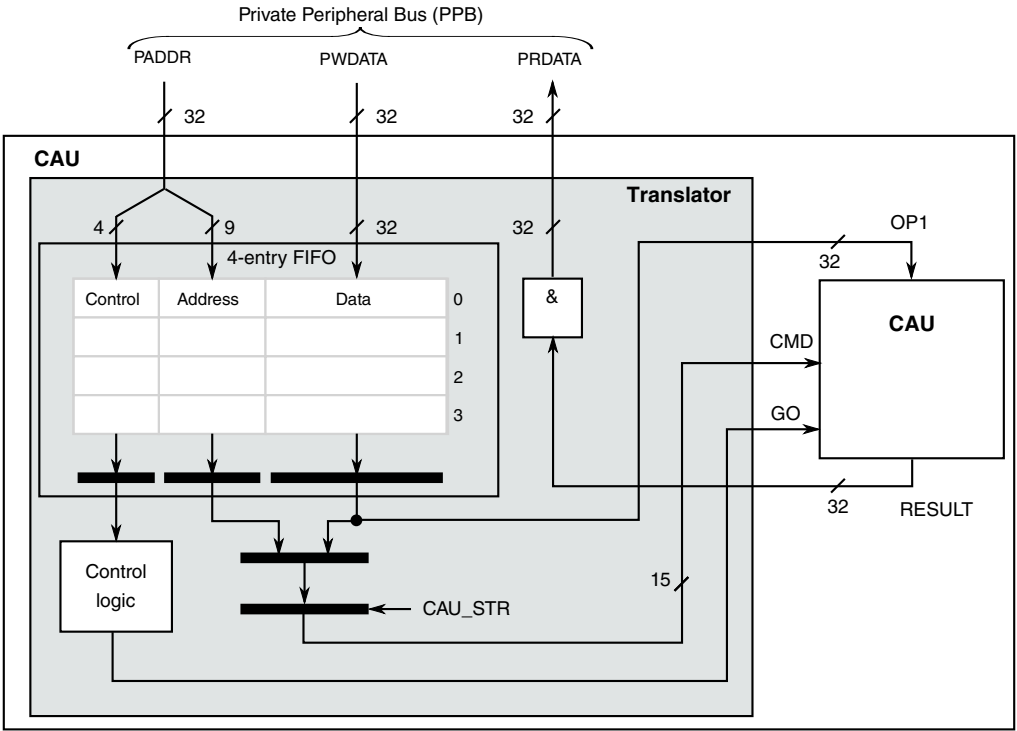 Private Peripheral Bus (PPB)
PADDR
PWDATA
PRDATA
32
32
32
CAU
Translator
4
9
32
32
OP1
32
4-entry FIFO
Control
Address
Data
0
1
2
3
&
CAU
CMD
GO
32
RESULT
Control
logic
15
CAU_STR